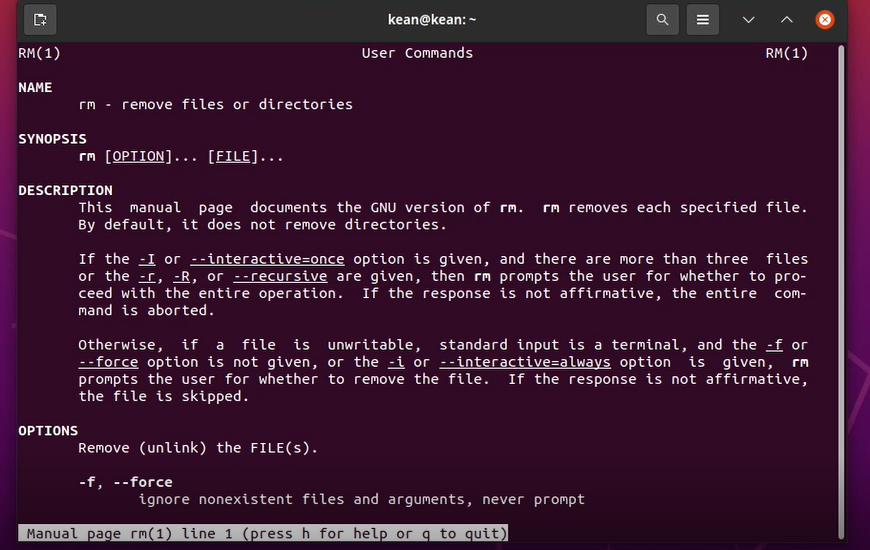 kean@kean: ~
RM(1) User Commands RM(1)
NAME
rm - remove files or directories
SYNOPSIS
rm [OPTION]... [FILE]...
DESCRIPTION
This manual page documents the GNU version of rm. rm removes each specified file.
By default, it does not remove directories.
If the -I or --interactive=once option is given, and there are more than three files
or the -r, -R, or --recursive are given, then rm prompts the user for whether to pro‐
ceed with the entire operation. If the response is not affirmative, the entire com‐
mand is aborted.
Otherwise, if a file is unwritable, standard input is a terminal, and the -f or
--force option is not given, or the -i or --interactive=always option is given, rm
prompts the user for whether to remove the file. If the response is not affirmative,
the file is skipped.
OPTIONS
Remove (unlink) the FILE(s).
-f, --force
ignore nonexistent files and arguments, never prompt
Manual page rm(1) line 1 (press h for help or q to quit)